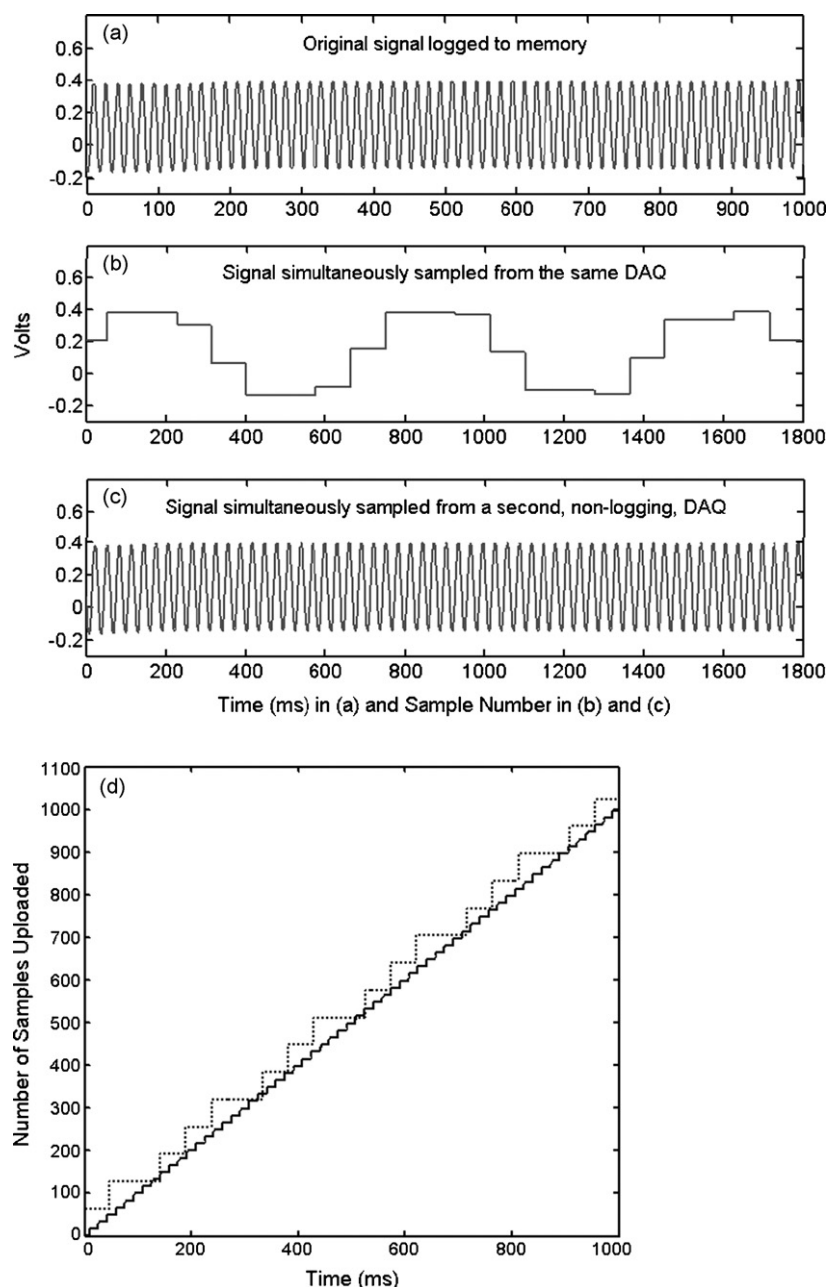 (a)
Original signal logged to memory
0.6
0.4
0.2
0
-0.2
0 100 200 300 400 500 600 700 800 900 1000
(b)
Signal simultaneously sampled from the same DAQ
0.6
0.4
0.2
0
-0.2
Volts
0 200 400 600 800 1000 1200 1400 1600 1800
(c)
Signal simultaneously sampled from a second, non-logging, DAQ
0.6
0.4
0.2
0
-0.2
0 200 400 600 800 1000 1200 1400 1600 1800
Time (ms) in (a) and Sample Number in (b) and (c)
(d)
1100
1000
900
800
700
600
500
400
300
200
100
0
Number of Samples Uploaded
0 200 400 600 800 1000
Time (ms)